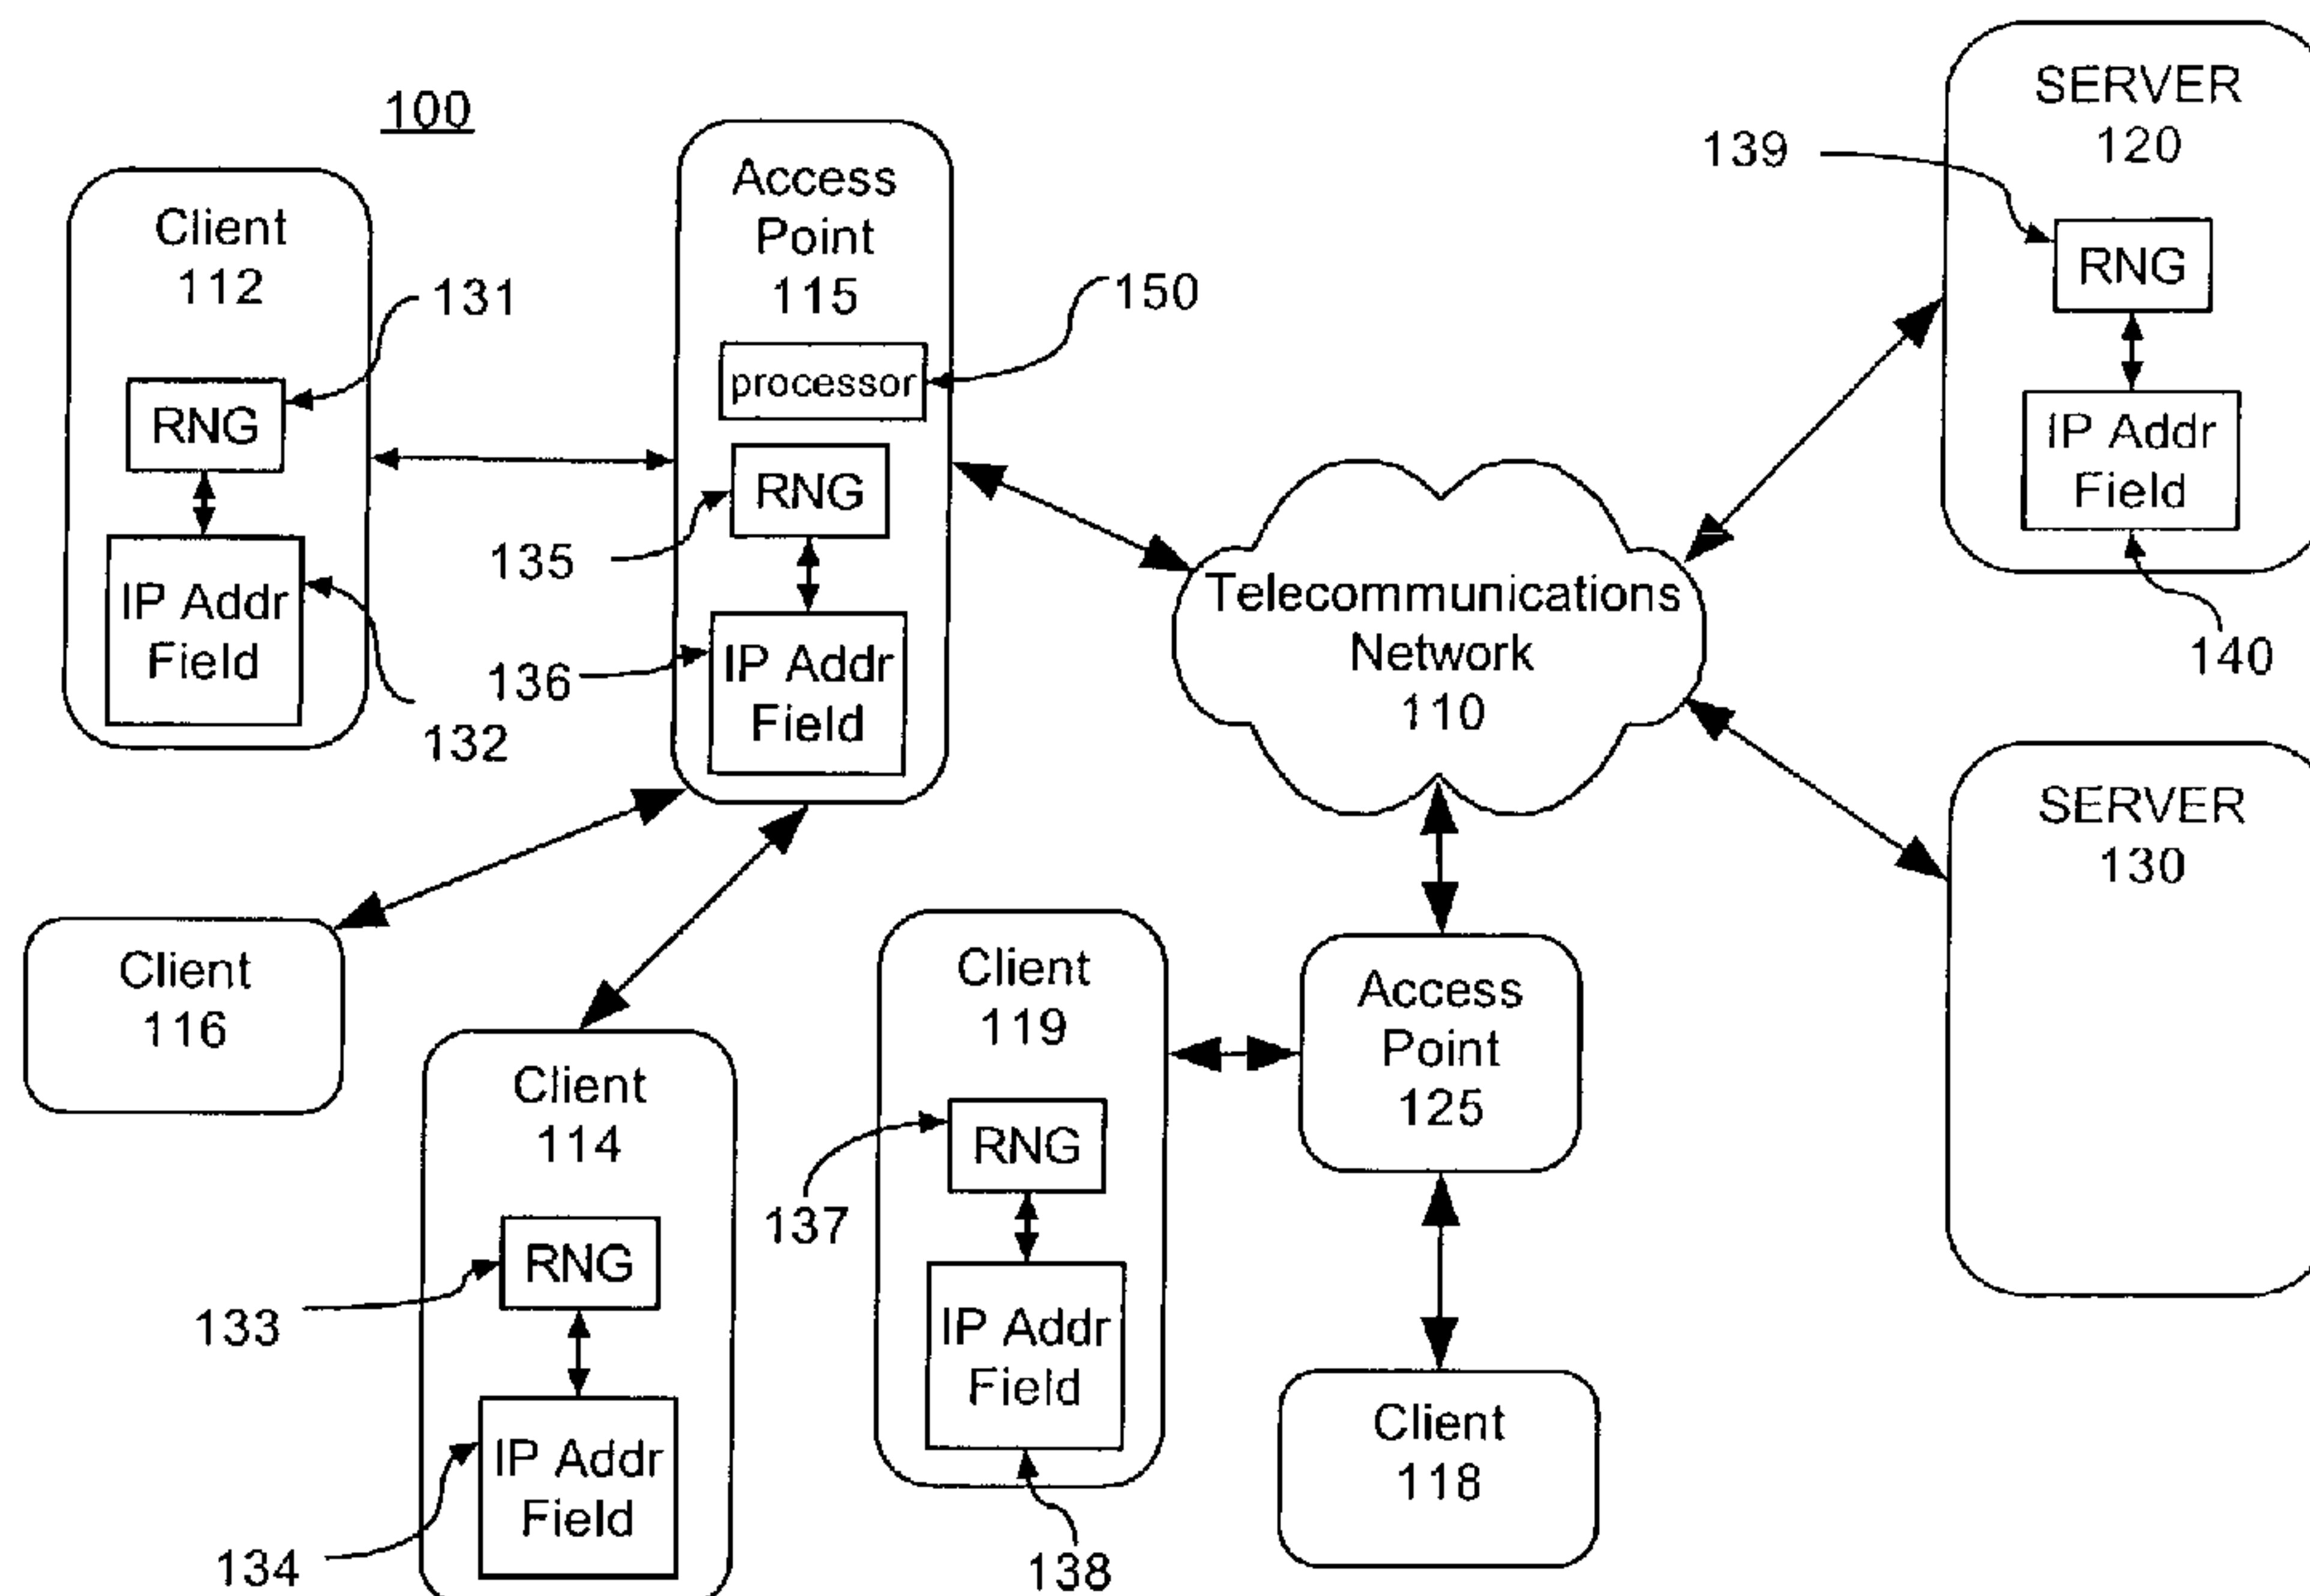 100
Client
112
131
RNG
IP Addr
Field
132
Access
Point
115
processor
150
RNG
135
IP Addr
Field
136
SERVER
120
139
RNG
IP Addr
Field
140
Telecommunications
Network
110
SERVER
130
Client
116
Client
114
RNG
133
IP Addr
Field
134
Client
119
RNG
137
IP Addr
Field
138
Access
Point
125
Client
118